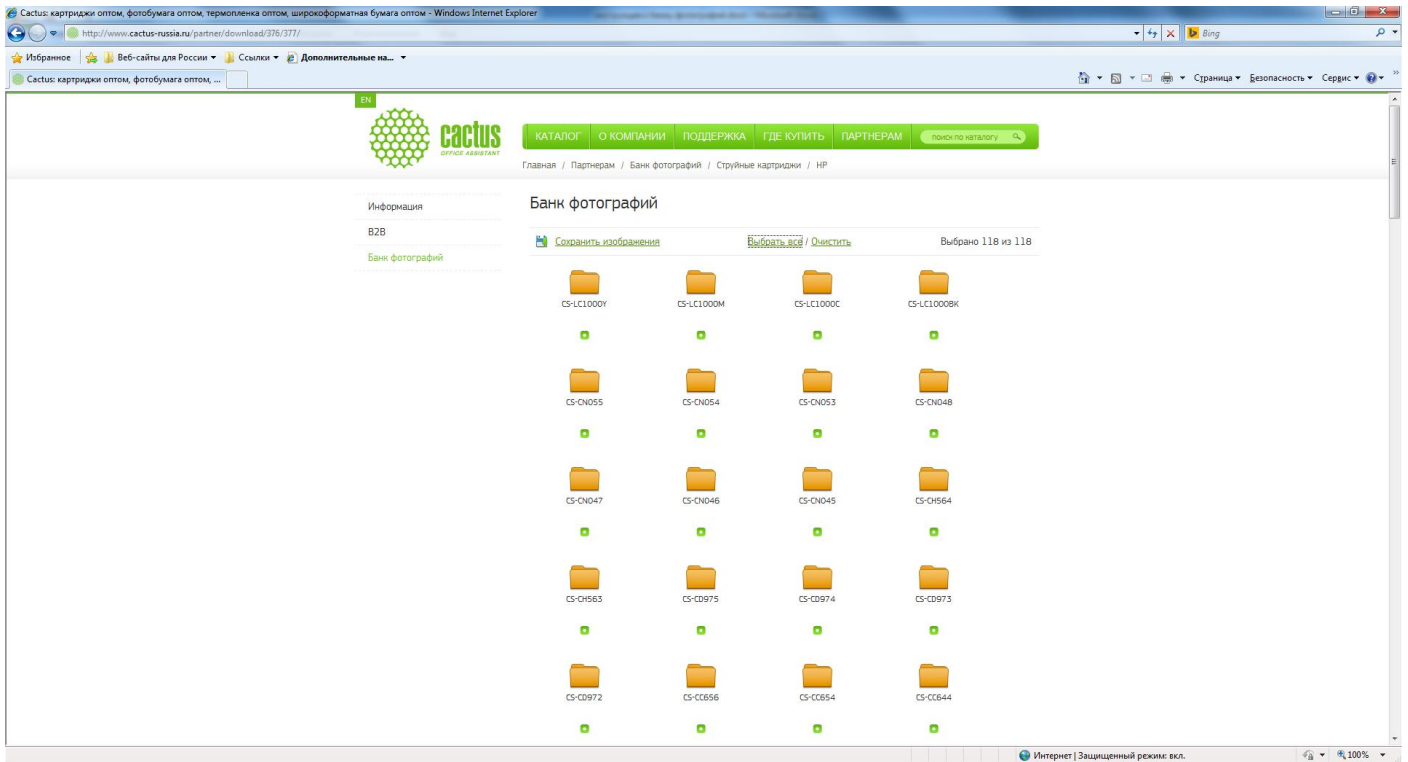 Cactus: картриджи оптом, фотобумага оптом, термопленка оптом, широкоформатная бумага оптом - Windows Internet Explorer
http://www.cactus-russia.ru/partner/download/376/377/
Bing
Избранное Веб-сайты для России Ссылки Дополнительные на...
Cactus: картриджи оптом, фотобумага оптом, ...
Страница Безопасность Сервис
EN
cactus
OFFICE ASSISTANT
КАТАЛОГ О КОМПАНИИ ПОДДЕРЖКА ГДЕ КУПИТЬ ПАРТНЕРАМ поиск по каталогу
Главная / Партнерам / Банк фотографий / Струйные картриджи / HP
Информация
B2B
Банк фотографий
Банк фотографий
Сохранить изображения Выбрать все / Очистить Выбрано 118 из 118
CS-LC1000Y CS-LC1000M CS-LC1000C CS-LC1000BK
CS-CN055 CS-CN054 CS-CN053 CS-CN048
CS-CN047 CS-CN046 CS-CN045 CS-CH564
CS-CH563 CS-CD975 CS-CD974 CS-CD973
CS-CD972 CS-CC656 CS-CC654 CS-CC644
Интернет | Защищенный режим: вкл. 100%